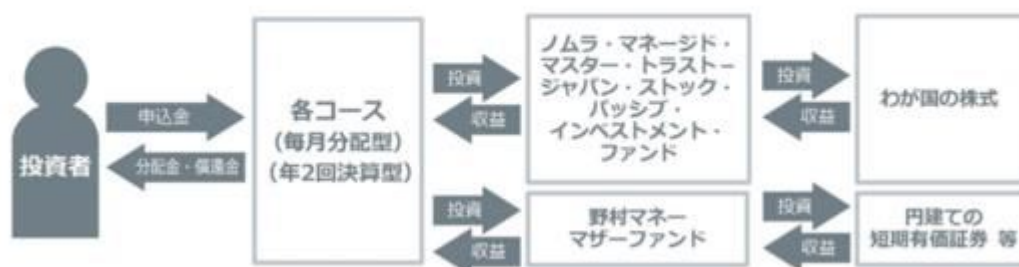 投資者
申込金
分配金・償還金
各コース
（毎月分配型）
（年2回決算型）
投資
収益
ノムラ・マネージド・
マスター・トラスト－
ジャパン・ストック・
パッシブ・
インベストメント・
ファンド
投資
収益
わが国の株式
投資
収益
野村マネー
マザーファンド
投資
収益
円建ての
短期有価証券 等